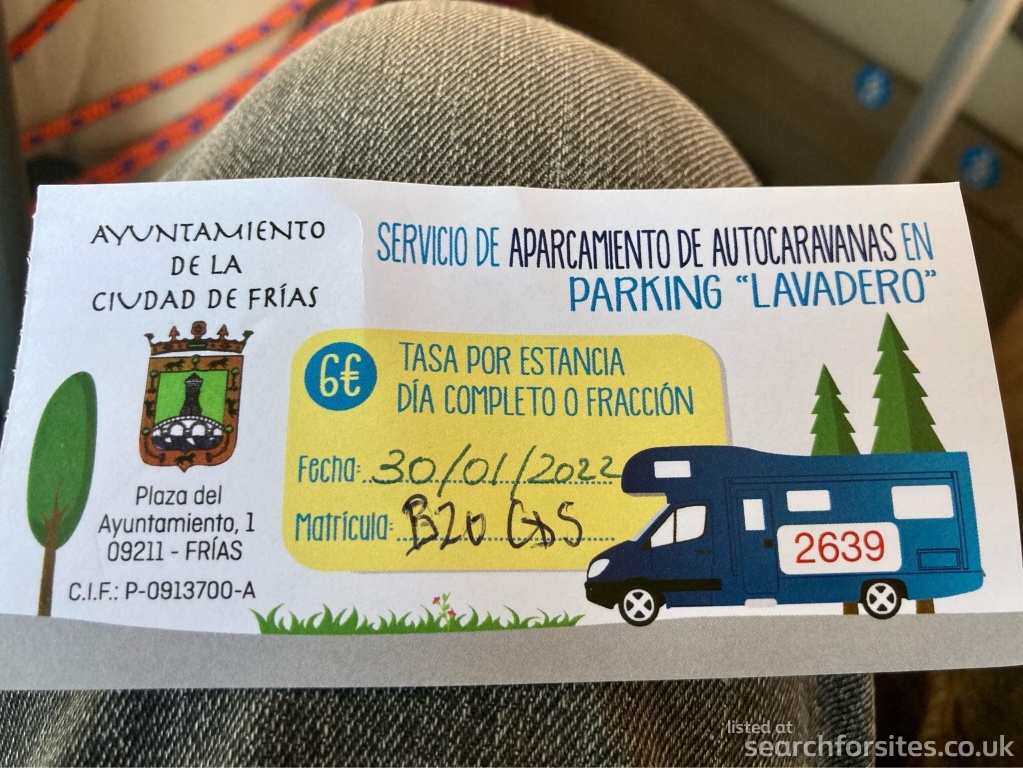 AYUNTAMIENTO
DE LA
CIUDAD DE FRÍAS
Plaza del
Ayuntamiento, 1
09211 - FRÍAS
C.I.F.: P-0913700-A
SERVICIO DE APARCAMIENTO DE AUTOCARAVANAS EN
PARKING "LAVADERO"
6€
TASA POR ESTANCIA
DÍA COMPLETO O FRACCIÓN
Fecha: 30/01/2022
Matrícula: B20
2639
listed at
searchforsites.co.uk